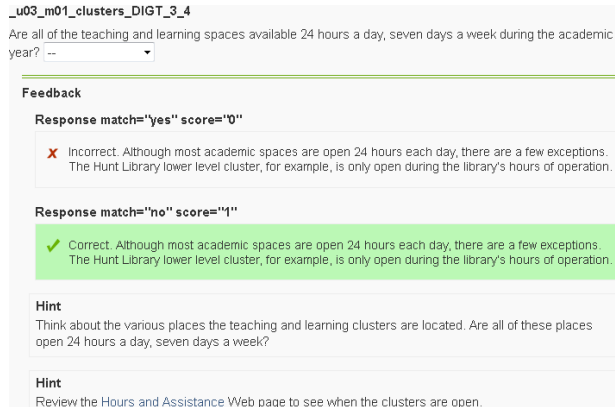 _u03_m01_clusters_DIGT_3_4
Are all of the teaching and learning spaces available 24 hours a day, seven days a week during the academic
year? --
Feedback
Response match="yes" score="0"
Incorrect. Although most academic spaces are open 24 hours each day, there are a few exceptions.
The Hunt Library lower level cluster, for example, is only open during the library's hours of operation.
Response match="no" score="1"
Correct. Although most academic spaces are open 24 hours each day, there are a few exceptions.
The Hunt Library lower level cluster, for example, is only open during the library's hours of operation.
Hint
Think about the various places the teaching and learning clusters are located. Are all of these places
open 24 hours a day, seven days a week?
Hint
Review the Hours and Assistance Web page to see when the clusters are open.